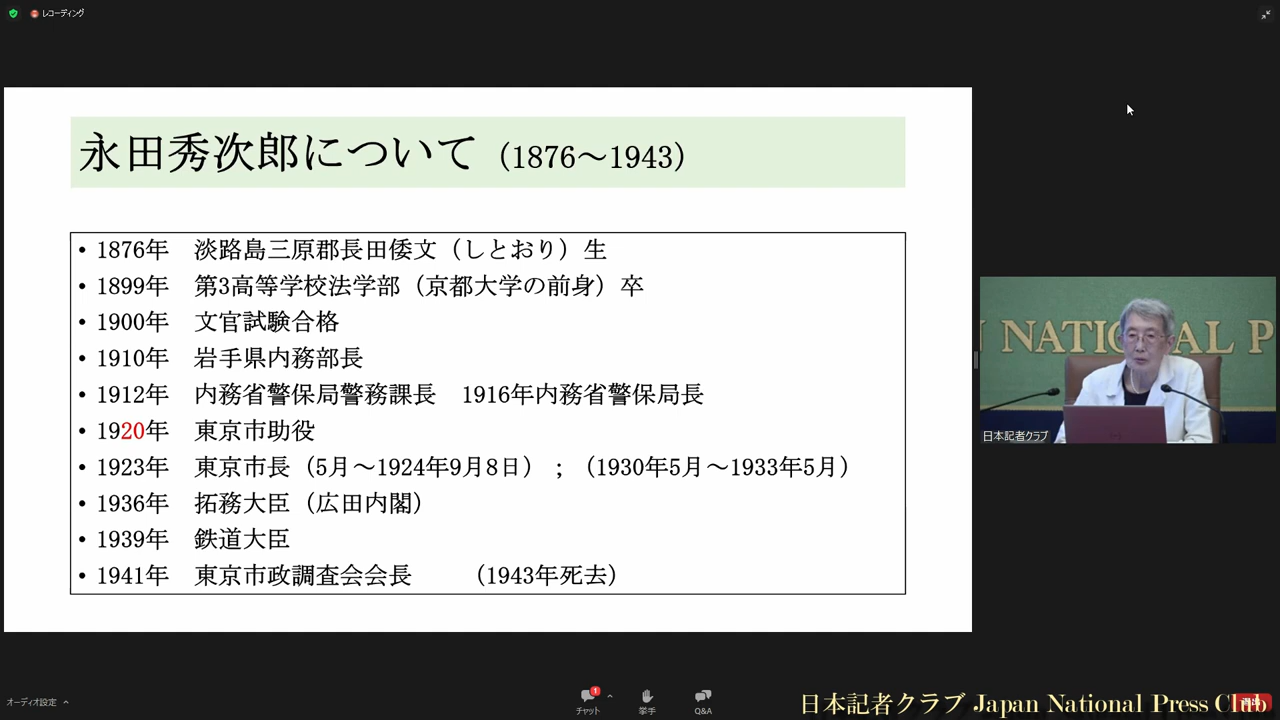 レコーディング
永田秀次郎について（1876～1943）
• 1876年　淡路島三原郡長田倭文（しとおり）生
• 1899年　第3高等学校法学部（京都大学の前身）卒
• 1900年　文官試験合格
• 1910年　岩手県内務部長
• 1912年　内務省警保局警務課長　1916年内務省警保局長
• 1920年　東京市助役
• 1923年　東京市長（5月～1924年9月8日）；（1930年5月～1933年5月）
• 1936年　拓務大臣（広田内閣）
• 1939年　鉄道大臣
• 1941年　東京市政調査会会長　　（1943年死去）
N NATIONAL P
日本記者クラブ
オーディオ設定
1
チャット
挙手
Q&A
日本記者クラブ Japan National Press Club